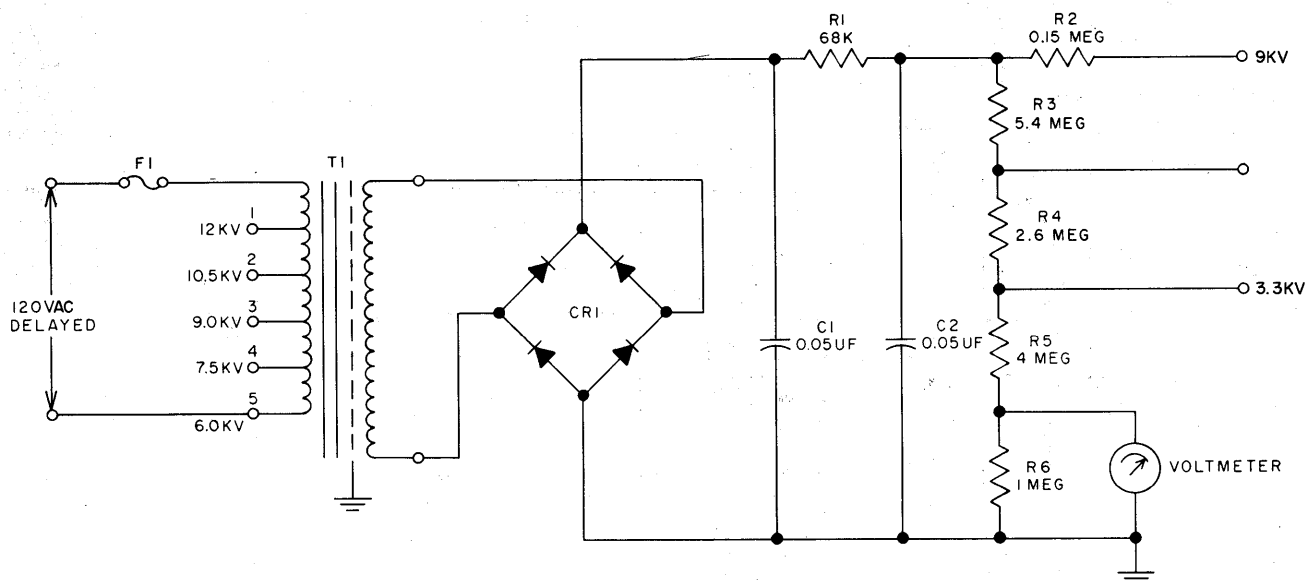 R1
68K
R2
0.15 MEG
9KV
R3
5.4 MEG
F1
T1
1
12KV
2
10.5KV
R4
2.6 MEG
3.3KV
120VAC
DELAYED
3
9.0KV
CR1
4
7.5KV
C1
0.05UF
C2
0.05UF
R5
4 MEG
5
6.0KV
R6
1 MEG
VOLTMETER